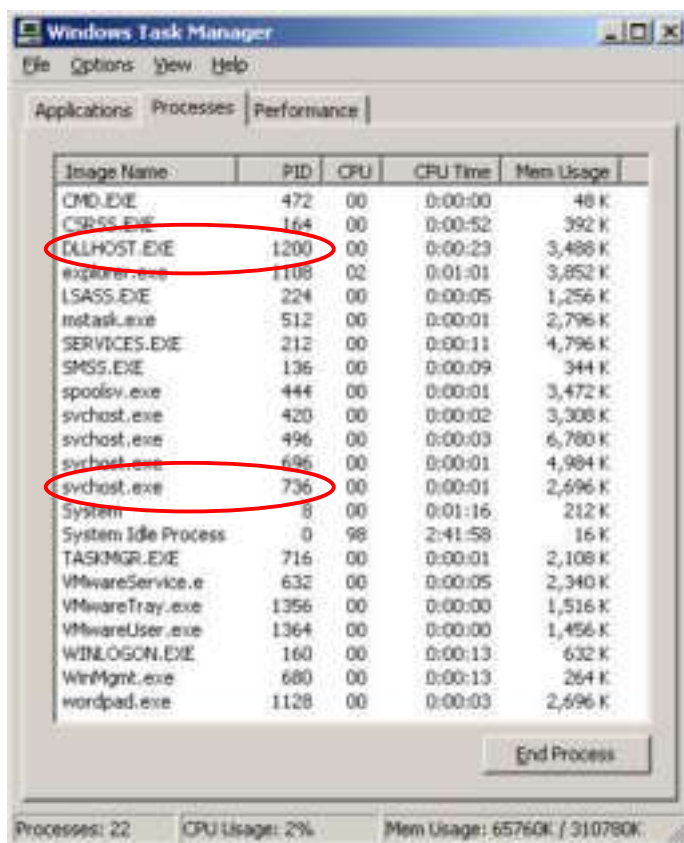 Windows Task Manager
File Options View Help
Applications Processes Performance
Image Name PID CPU CPU Time Mem Usage
CMD.EXE 472 00 0:00:00 48 K
CSRSS.EXE 164 00 0:00:52 392 K
DLLHOST.EXE 1200 00 0:00:23 3,488 K
explorer.exe 1108 02 0:01:01 3,852 K
LSASS.EXE 224 00 0:00:05 1,256 K
mstask.exe 512 00 0:00:01 2,796 K
SERVICES.EXE 212 00 0:00:11 4,796 K
SMSS.EXE 136 00 0:00:09 344 K
spoolsv.exe 444 00 0:00:01 3,472 K
svchost.exe 420 00 0:00:02 3,308 K
svchost.exe 496 00 0:00:03 6,780 K
svchost.exe 696 00 0:00:01 4,984 K
svchost.exe 736 00 0:00:01 2,696 K
System 8 00 0:01:16 212 K
System Idle Process 0 98 2:41:58 16 K
TASKMGR.EXE 716 00 0:00:01 2,108 K
VMwareService.e 632 00 0:00:05 2,340 K
VMwareTray.exe 1356 00 0:00:00 1,516 K
VMwareUser.exe 1364 00 0:00:00 1,456 K
WINLOGON.EXE 160 00 0:00:13 632 K
WinMgmt.exe 680 00 0:00:13 264 K
wordpad.exe 1128 00 0:00:03 2,696 K
End Process
Processes: 22 CPU Usage: 2% Mem Usage: 65760K / 310780K